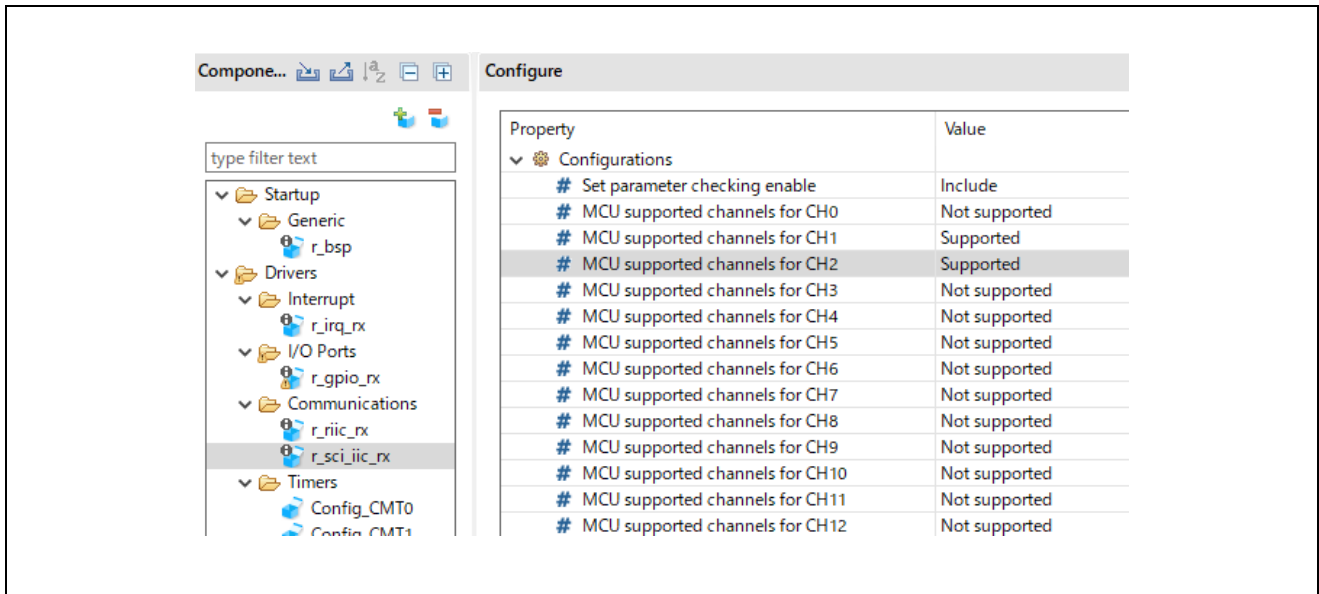 Compone...
type filter text
Startup
Generic
r_bsp
Drivers
Interrupt
r_irq_rx
I/O Ports
r_gpio_rx
Communications
r_riic_rx
r_sci_iic_rx
Timers
Config_CMT0
Config_CMT1
Configure
Property Value
Configurations
# Set parameter checking enable Include
# MCU supported channels for CH0 Not supported
# MCU supported channels for CH1 Supported
# MCU supported channels for CH2 Supported
# MCU supported channels for CH3 Not supported
# MCU supported channels for CH4 Not supported
# MCU supported channels for CH5 Not supported
# MCU supported channels for CH6 Not supported
# MCU supported channels for CH7 Not supported
# MCU supported channels for CH8 Not supported
# MCU supported channels for CH9 Not supported
# MCU supported channels for CH10 Not supported
# MCU supported channels for CH11 Not supported
# MCU supported channels for CH12 Not supported